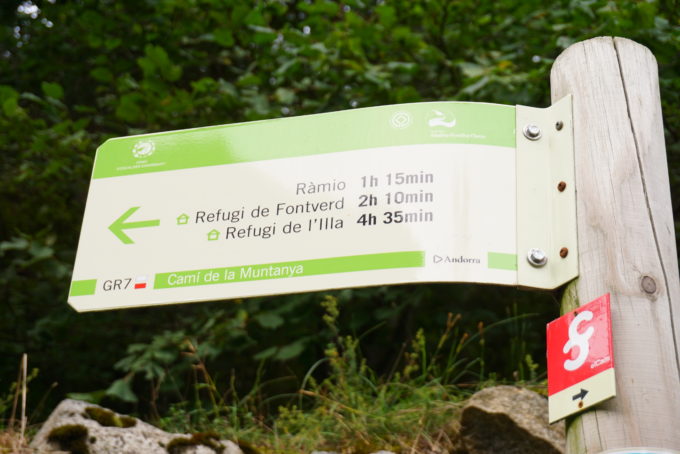 Ràmio 1h 15min
Refugi de Fontverd 2h 10min
Refugi de l'Illa 4h 35min
GR7 Camí de la Muntanya
Andorra